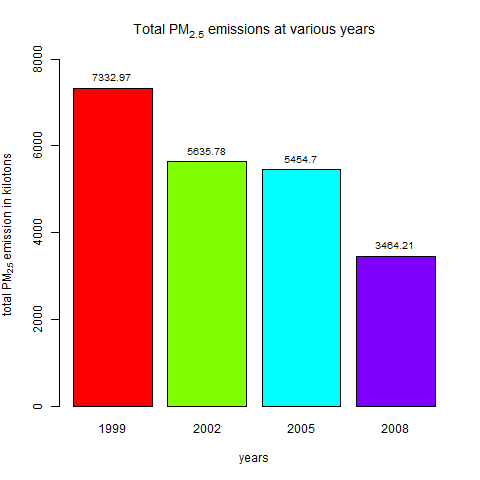 Total PM2.5 emissions at various years
total PM2.5 emission in kilotons
8000
6000
4000
2000
0
7332.97
5635.78
5454.7
3464.21
1999 2002 2005 2008
years